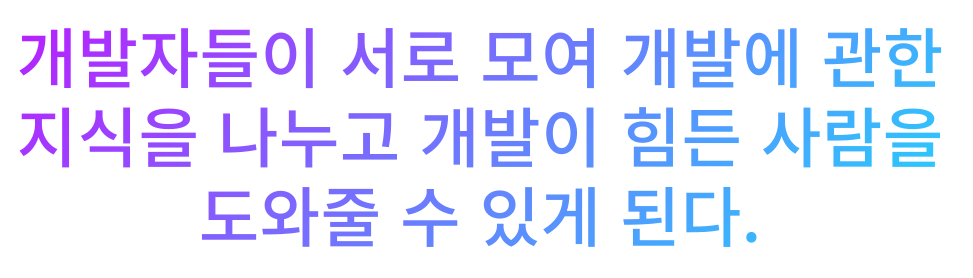 개발자들이 서로 모여 개발에 관한
지식을 나누고 개발이 힘든 사람을
도와줄 수 있게 된다.